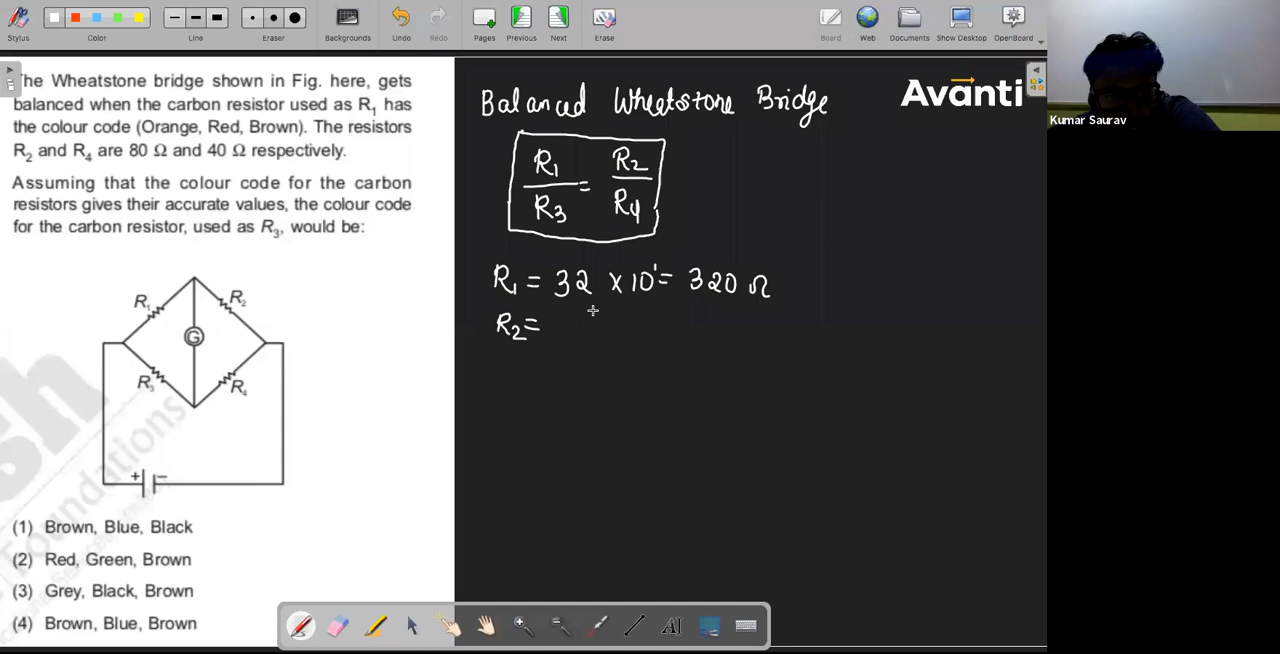 Stylus
Color
Line
Eraser
Backgrounds
Undo
Redo
Pages
Previous
Next
Erase
Board
Web
Documents
Show Desktop
OpenBoard
The Wheatstone bridge shown in Fig. here, gets
balanced when the carbon resistor used as R₁ has
the colour code (Orange, Red, Brown). The resistors
R₂ and R₄ are 80 Ω and 40 Ω respectively.
Assuming that the colour code for the carbon
resistors gives their accurate values, the colour code
for the carbon resistor, used as R₃, would be:
R₁
R₂
G
R₃
R₄
+ −
(1) Brown, Blue, Black
(2) Red, Green, Brown
(3) Grey, Black, Brown
(4) Brown, Blue, Brown
Foundations
Balanced Wheatstone Bridge
R₁/R₃ = R₂/R₄
R₁ = 32 × 10¹ = 320 Ω
R₂ =
Avanti
Kumar Saurav